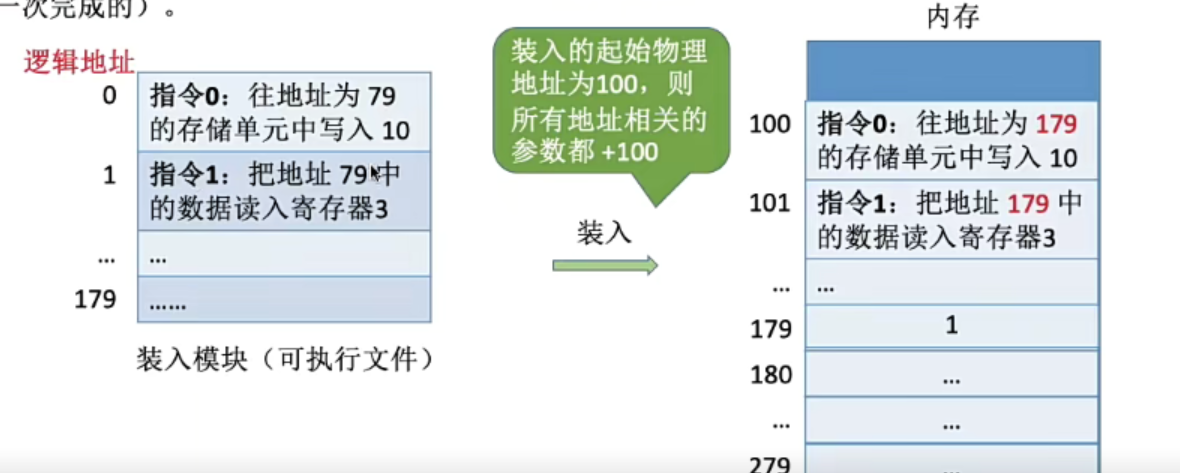 一次完成的）。
逻辑地址
0
指令0：往地址为 79
的存储单元中写入 10
1
指令1：把地址 79 中
的数据读入寄存器3
...
...
179
......
装入模块（可执行文件）
装入的起始物理
地址为100，则
所有地址相关的
参数都 +100
装入
内存
100
指令0：往地址为 179
的存储单元中写入 10
101
指令1：把地址 179 中
的数据读入寄存器3
...
...
179
1
180
...
...
...
279
...